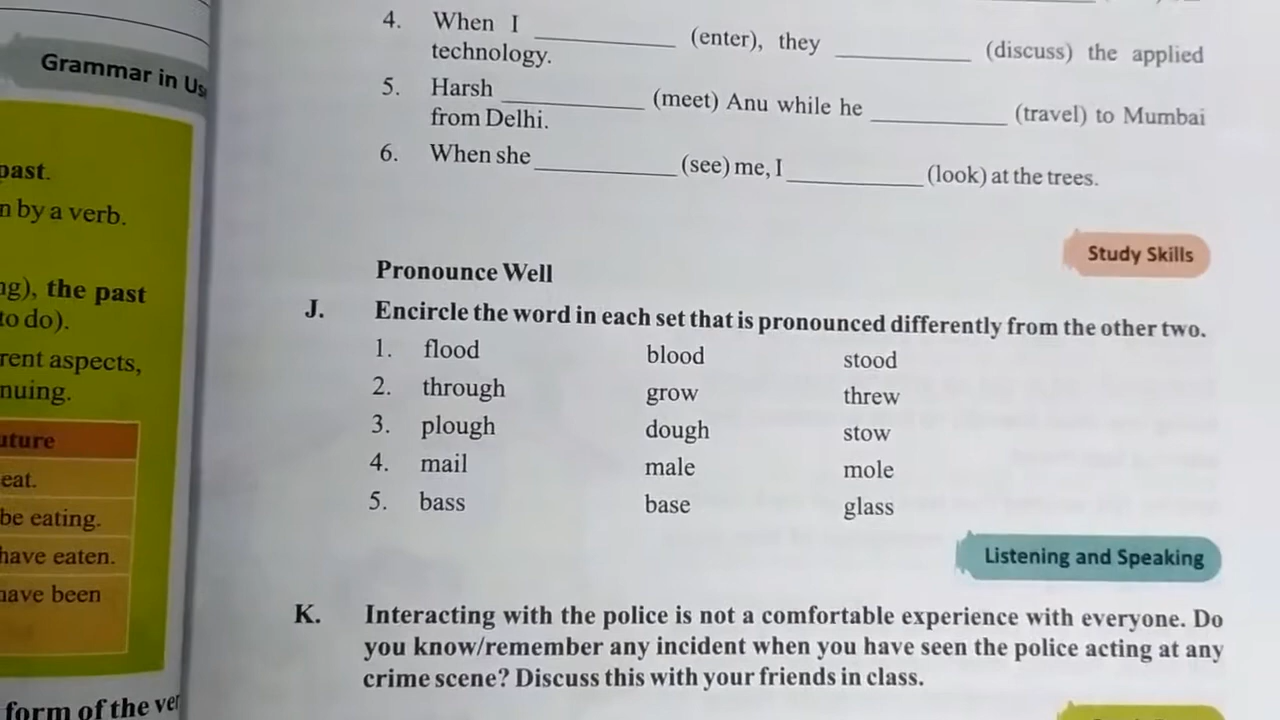 Grammar in Us
past.
n by a verb.
ng), the past
to do).
rent aspects,
nuing.
uture
eat.
be eating.
have eaten.
have been
form of the ver
4. When I ____________ (enter), they ____________ (discuss) the applied
technology.
5. Harsh ____________ (meet) Anu while he ____________ (travel) to Mumbai
from Delhi.
6. When she ____________ (see) me, I ____________ (look) at the trees.
Study Skills
Pronounce Well
J. Encircle the word in each set that is pronounced differently from the other two.
1. flood blood stood
2. through grow threw
3. plough dough stow
4. mail male mole
5. bass base glass
Listening and Speaking
K. Interacting with the police is not a comfortable experience with everyone. Do
you know/remember any incident when you have seen the police acting at any
crime scene? Discuss this with your friends in class.